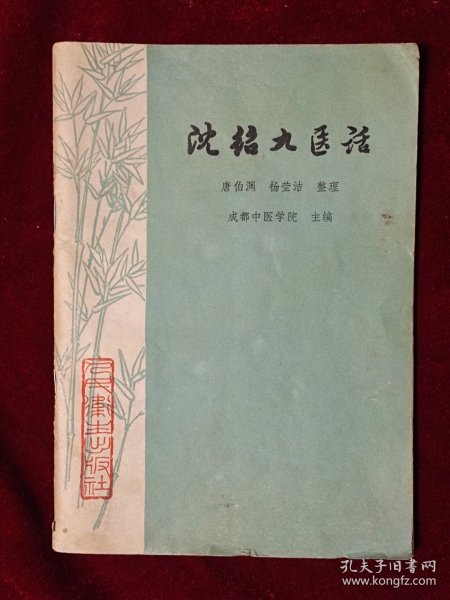 沈绍九医话
唐伯渊 杨莹洁 整理
成都中医学院 主编
人民卫生出版社
孔夫子旧书网
www.kongfz.com